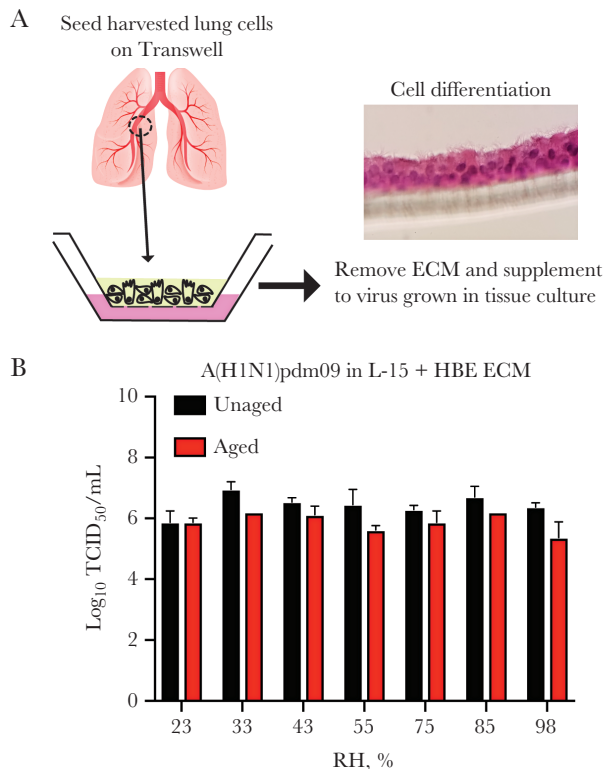 A
Seed harvested lung cells
on Transwell
Cell differentiation
Remove ECM and supplement
to virus grown in tissue culture
B
A(H1N1)pdm09 in L-15 + HBE ECM
Unaged
Aged
10
8
6
4
2
0
Log₁₀ TCID₅₀/mL
23 33 43 55 75 85 98
RH, %